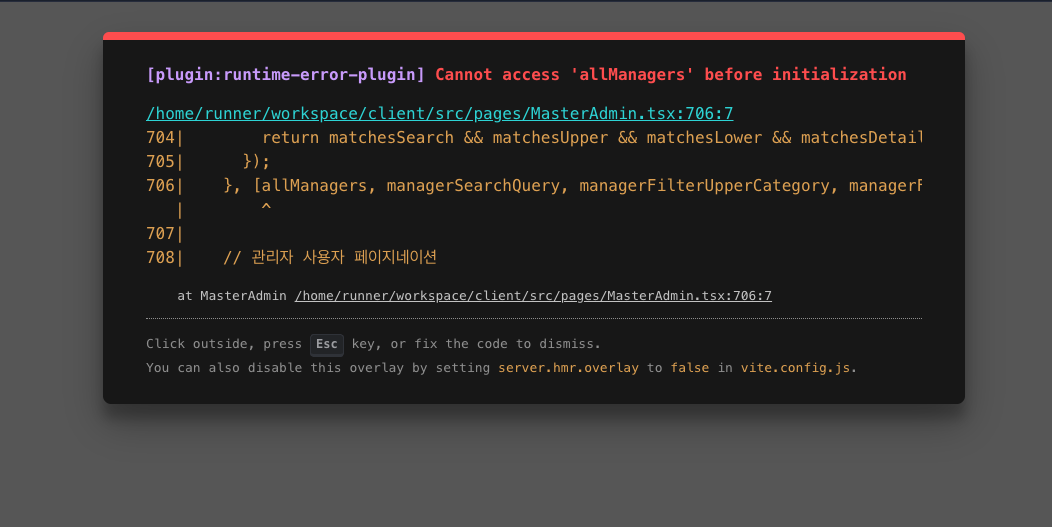 [plugin:runtime-error-plugin] Cannot access 'allManagers' before initialization
/home/runner/workspace/client/src/pages/MasterAdmin.tsx:706:7
704|        return matchesSearch && matchesUpper && matchesLower && matchesDetail
705|      });
706|    }, [allManagers, managerSearchQuery, managerFilterUpperCategory, managerF
   |        ^
707|
708|    // 관리자 사용자 페이지네이션
at MasterAdmin /home/runner/workspace/client/src/pages/MasterAdmin.tsx:706:7
Click outside, press Esc key, or fix the code to dismiss.
You can also disable this overlay by setting server.hmr.overlay to false in vite.config.js.